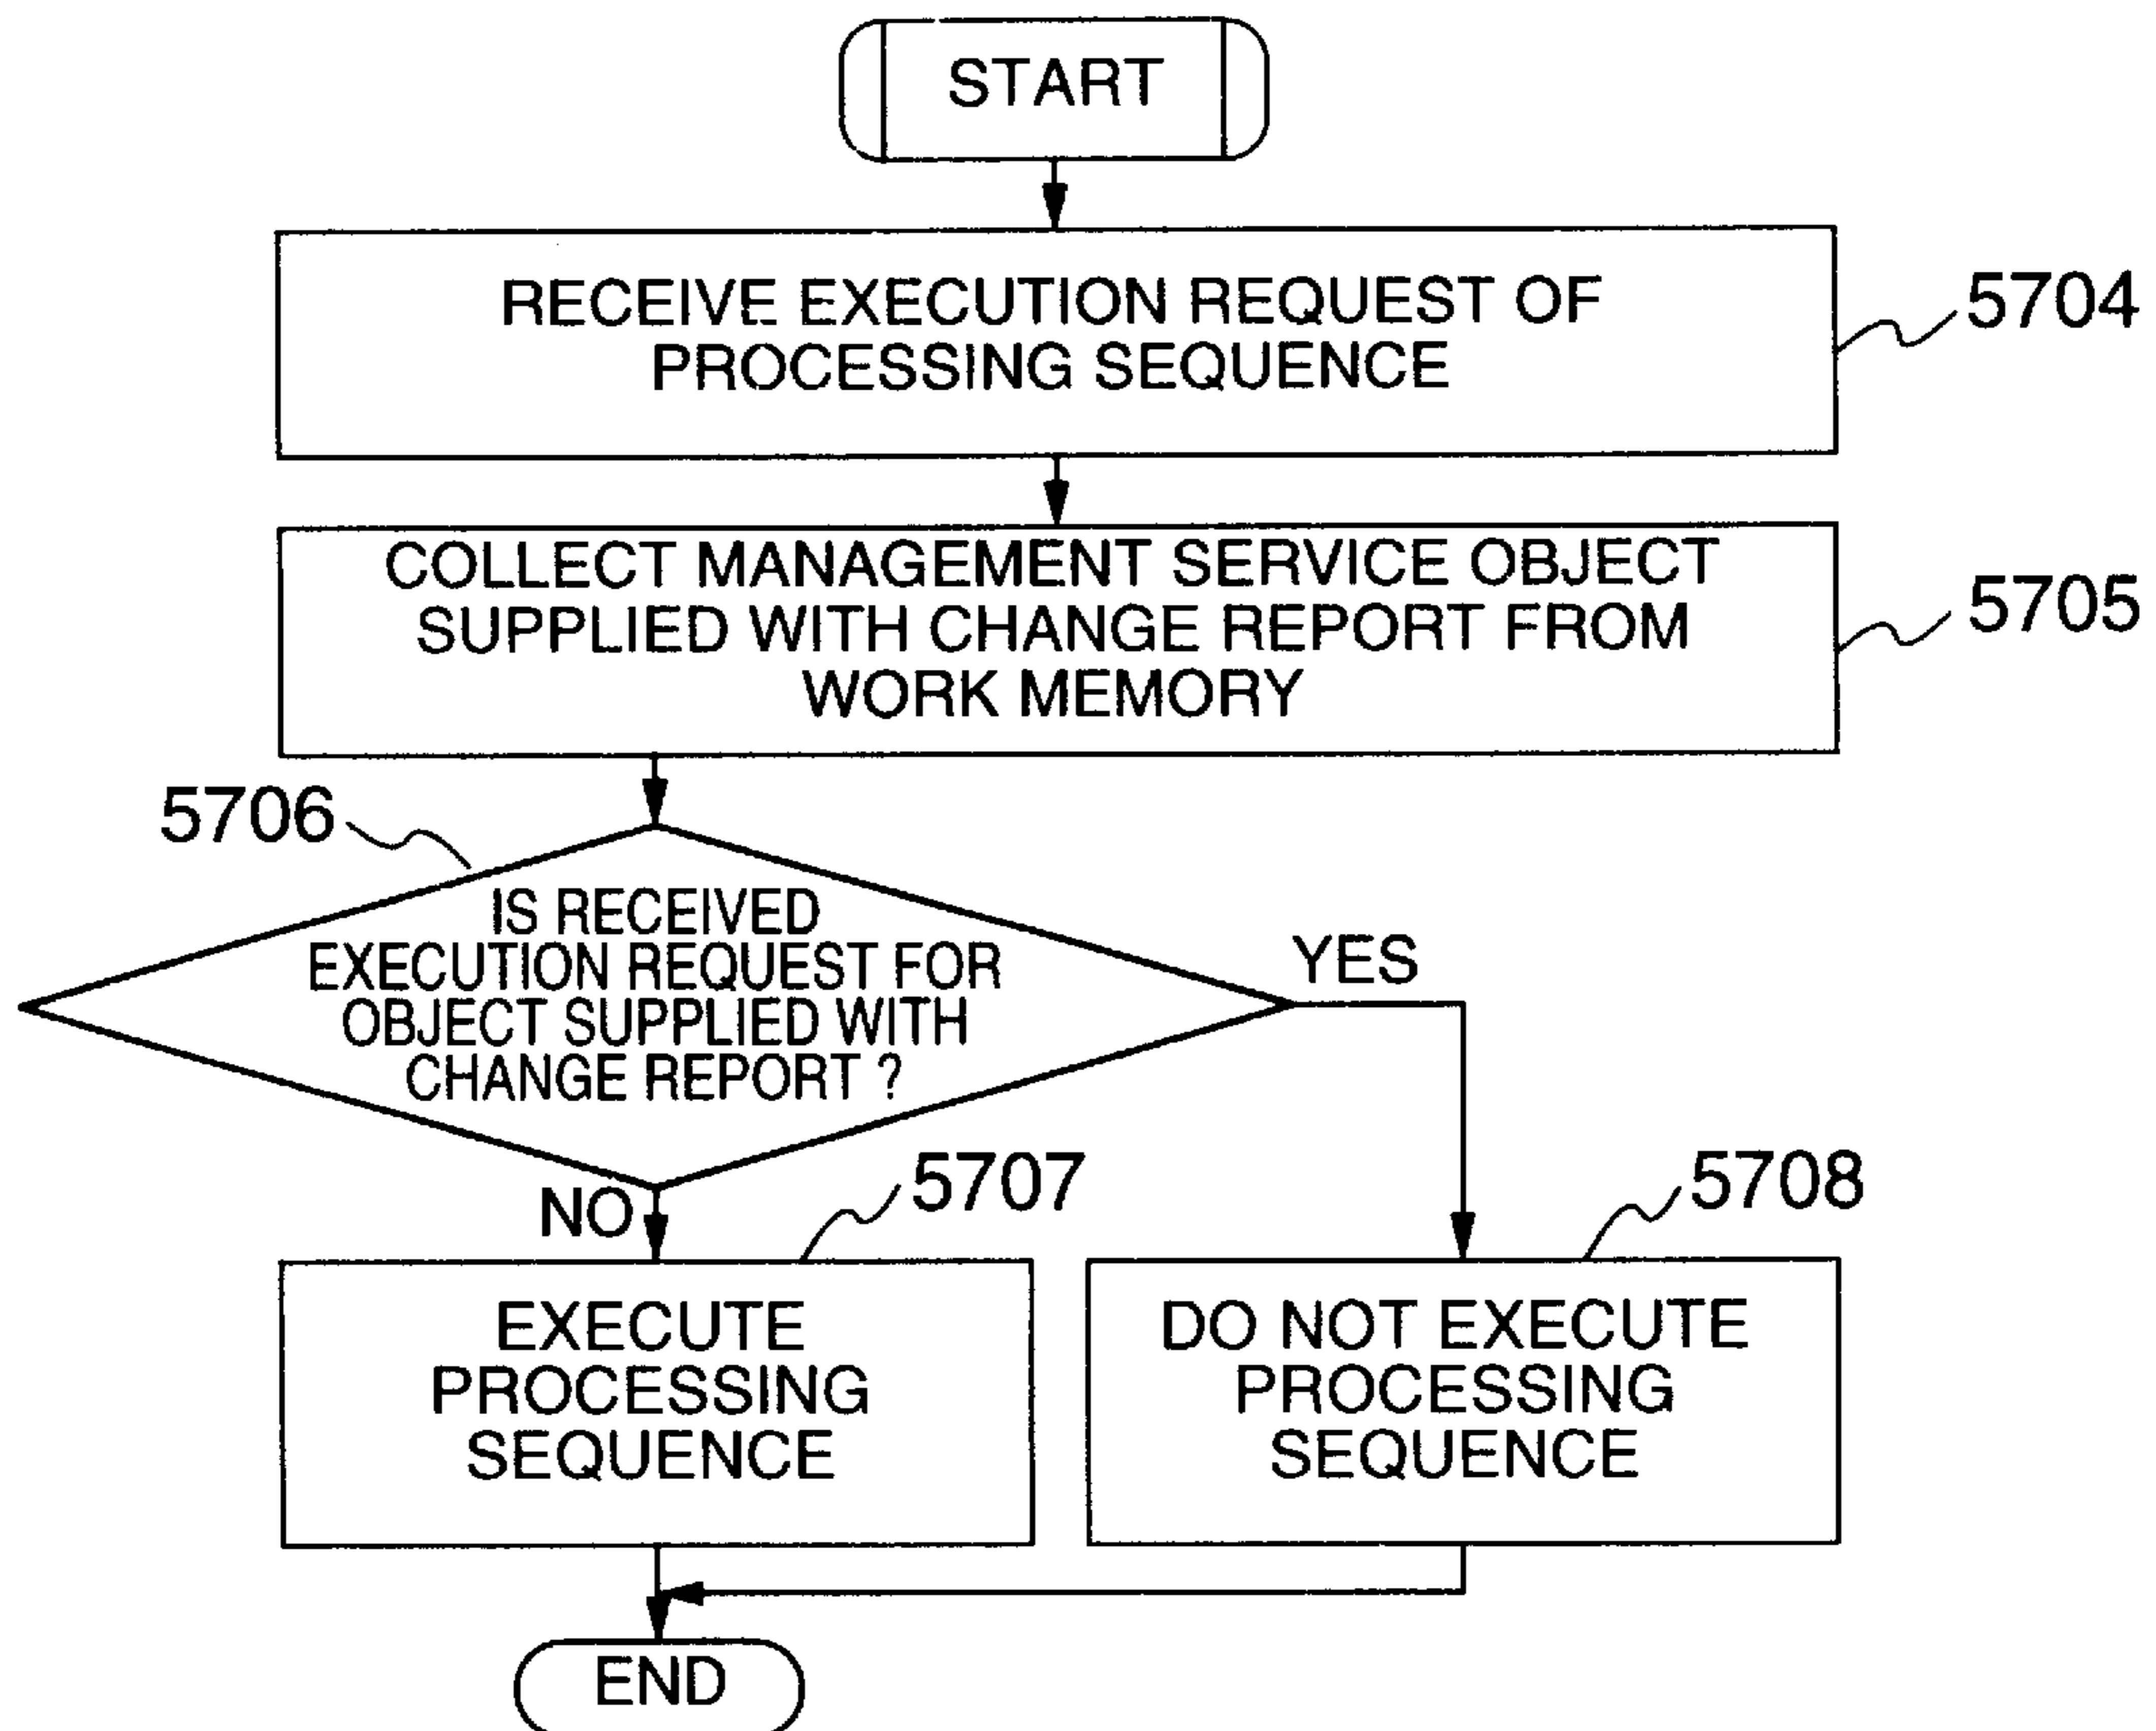 START
RECEIVE EXECUTION REQUEST OF
PROCESSING SEQUENCE
5704
COLLECT MANAGEMENT SERVICE OBJECT
SUPPLIED WITH CHANGE REPORT FROM
WORK MEMORY
5705
5706
IS RECEIVED
EXECUTION REQUEST FOR
OBJECT SUPPLIED WITH
CHANGE REPORT ?
YES
NO
5707
5708
EXECUTE
PROCESSING
SEQUENCE
DO NOT EXECUTE
PROCESSING
SEQUENCE
END